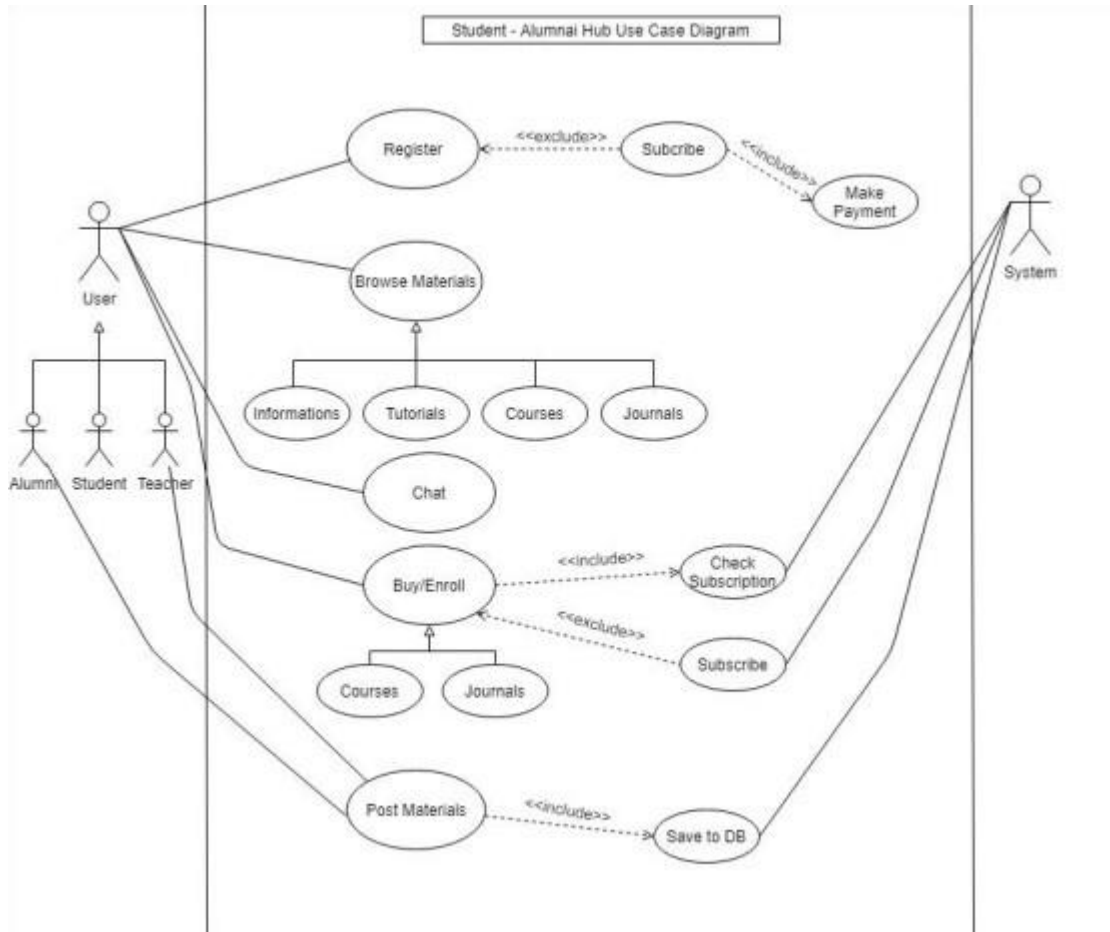 Student - Alumnai Hub Use Case Diagram
Register
<<exclude>>
Subcribe
<<include>>
Make
Payment
User
System
Browse Materials
Informations
Tutorials
Courses
Journals
Alumni
Student
Teacher
Chat
Buy/Enroll
<<include>>
Check
Subscription
<<exclude>>
Subscribe
Courses
Journals
Post Materials
<<include>>
Save to DB